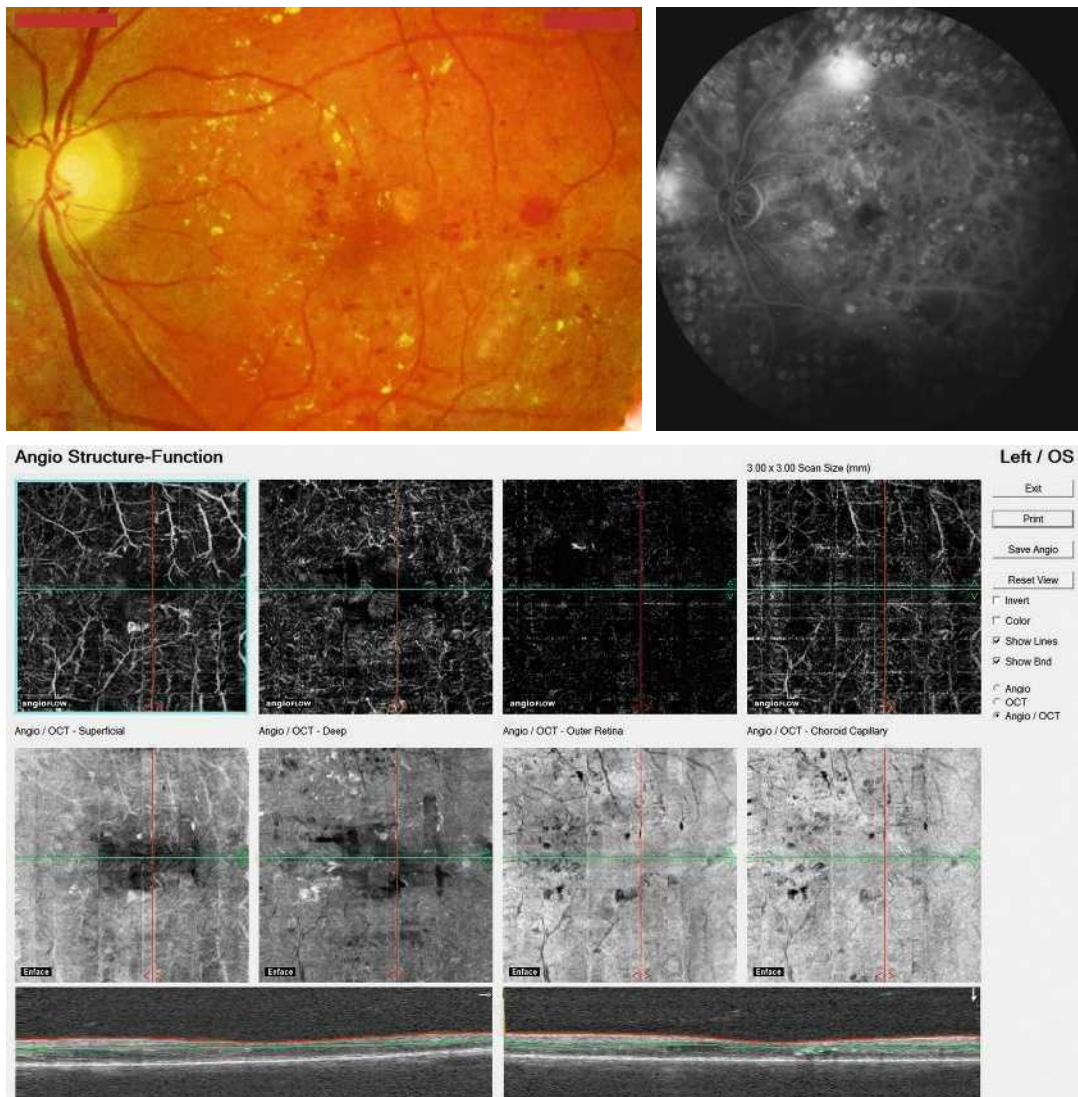 Angio Structure-Function
Left / OS
3.00 x 3.00 Scan Size (mm)
Exit
Print
Save Angio
Reset View
Invert
Color
Show Lines
Show Bnd
Angio
OCT
Angio / OCT
angioFLOW
angioFLOW
angioFLOW
angioFLOW
Angio / OCT - Superficial
Angio / OCT - Deep
Angio / OCT - Outer Retina
Angio / OCT - Choroid Capillary
Enface
Enface
Enface
Enface